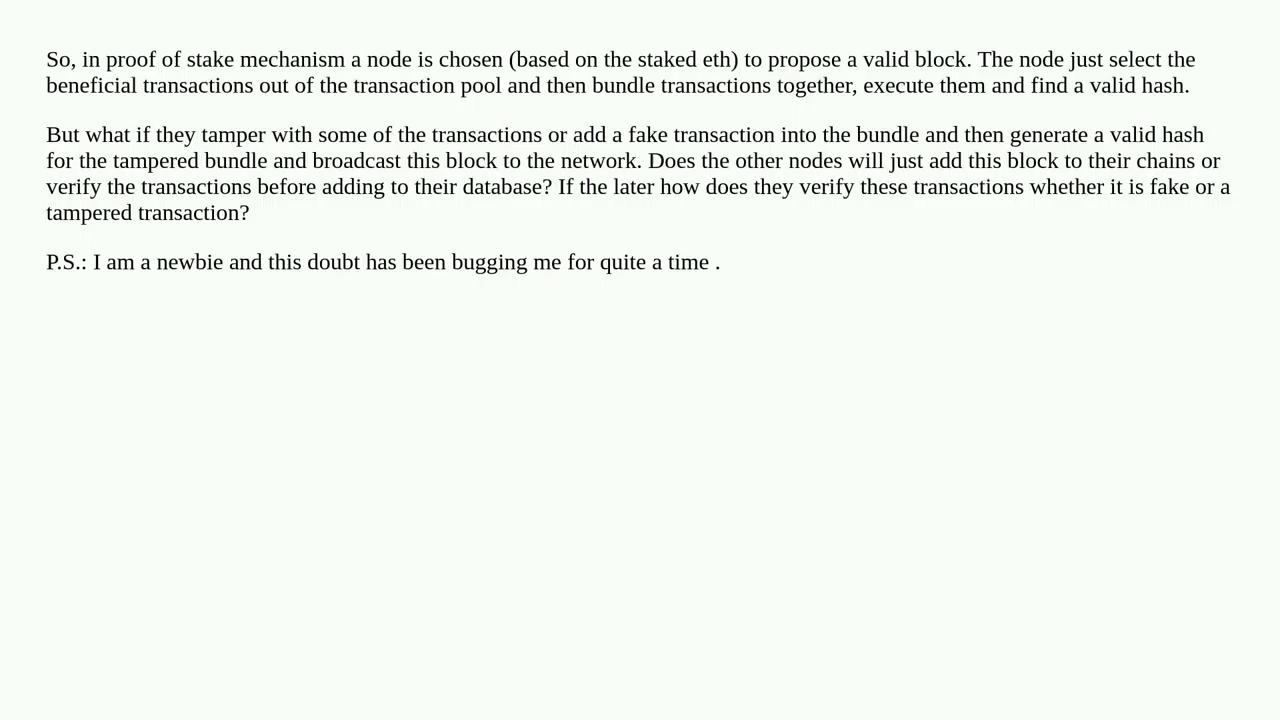 So, in proof of stake mechanism a node is chosen (based on the staked eth) to propose a valid block. The node just select the
beneficial transactions out of the transaction pool and then bundle transactions together, execute them and find a valid hash.
But what if they tamper with some of the transactions or add a fake transaction into the bundle and then generate a valid hash
for the tampered bundle and broadcast this block to the network. Does the other nodes will just add this block to their chains or
verify the transactions before adding to their database? If the later how does they verify these transactions whether it is fake or a
tampered transaction?
P.S.: I am a newbie and this doubt has been bugging me for quite a time .